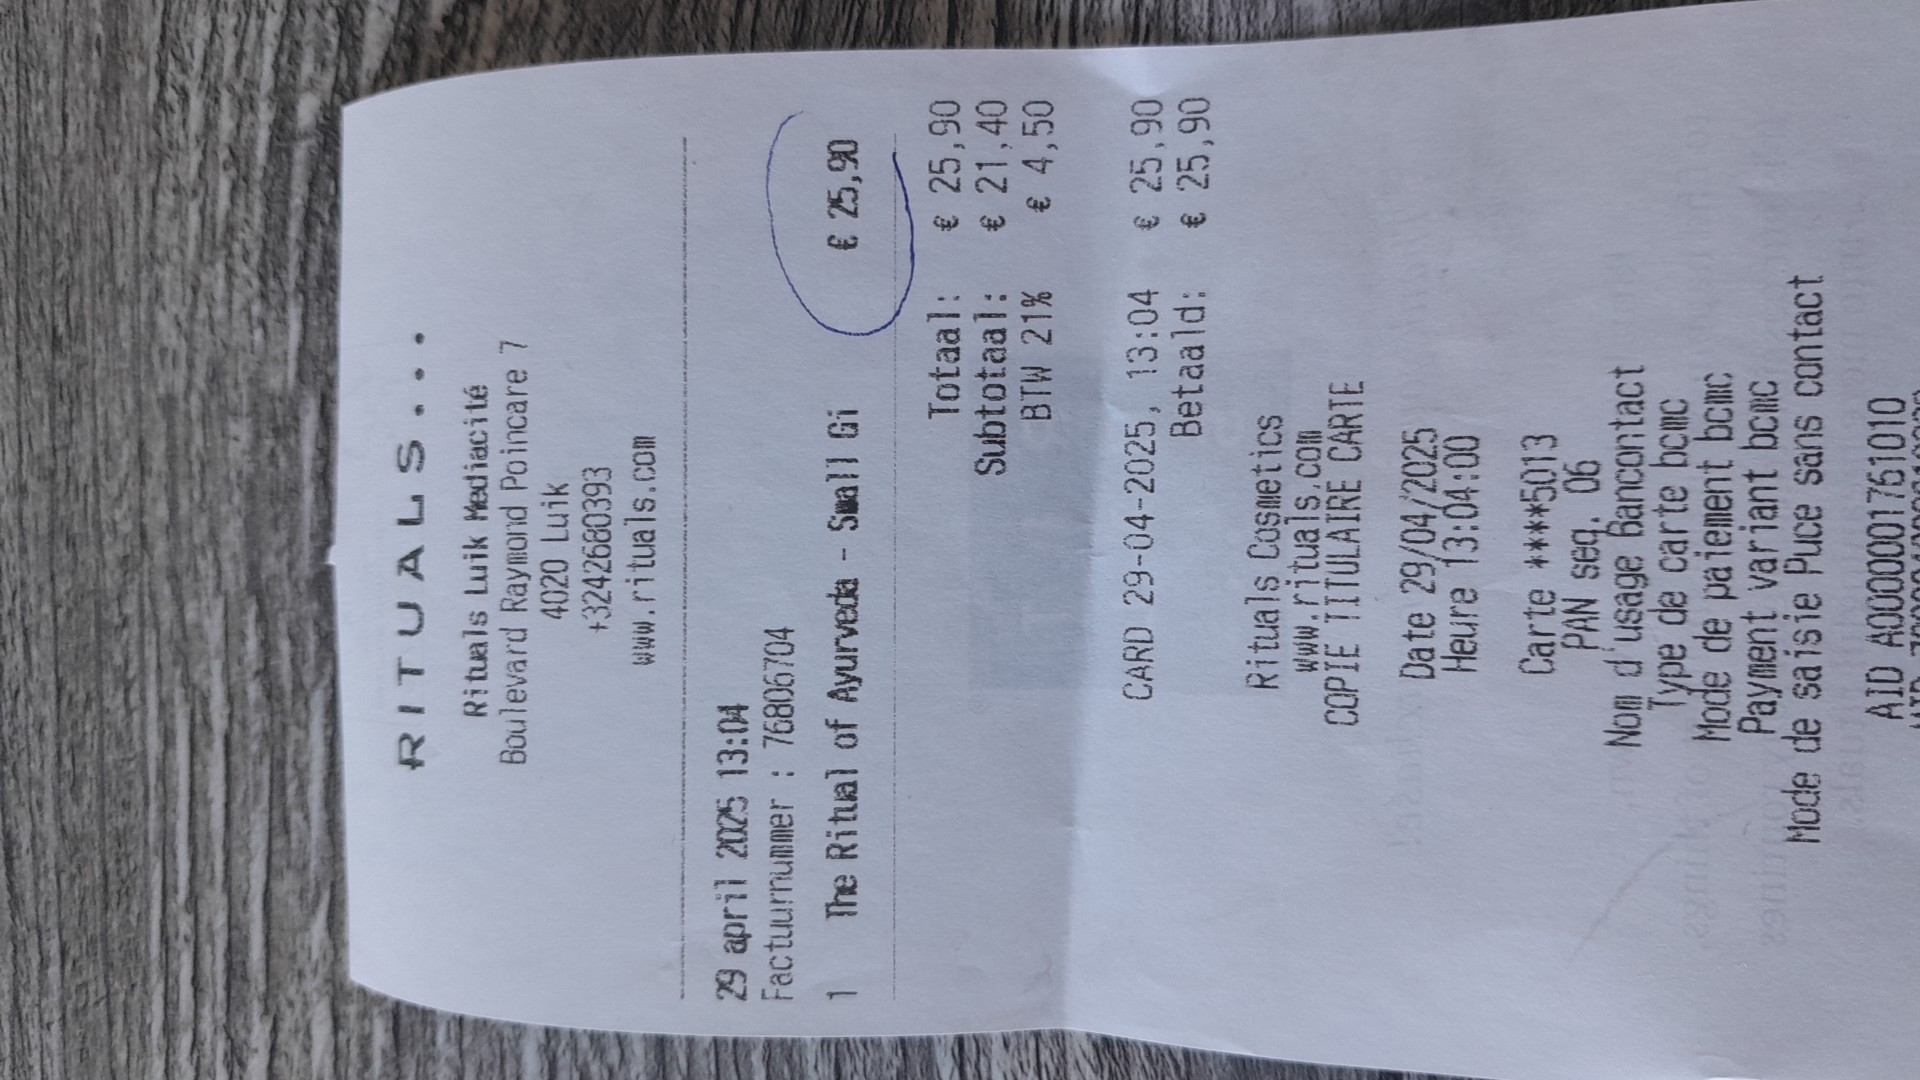 RITUALS...
Rituals Luik Mediacité
Boulevard Raymond Poincare 7
4020 Luik
+3242680393
www.rituals.com
29 april 2025 13:04
Factuurnummer : 76806704
1 The Ritual of Ayurveda - Small Gi € 25,90
Totaal: € 25,90
Subtotaal: € 21,40
BTW 21% € 4,50
CARD 29-04-2025, 13:04 € 25,90
Betaald: € 25,90
Rituals Cosmetics
www.rituals.com
COPIE TITULAIRE CARTE
Date 29/04/2025
Heure 13:04:00
Carte ****5013
PAN seq. 06
Nom d'usage Bancontact
Type de carte bcmc
Mode de paiement bcmc
Payment variant bcmc
Mode de saisie Puce sans contact
AID A000001761010